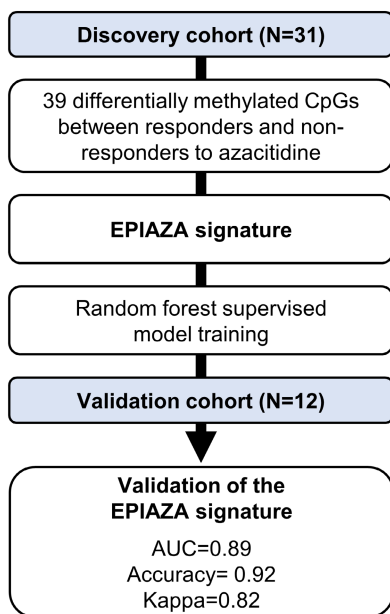 Discovery cohort (N=31)
39 differentially methylated CpGs
between responders and non-
responders to azacitidine
EPIAZA signature
Random forest supervised
model training
Validation cohort (N=12)
Validation of the
EPIAZA signature
AUC=0.89
Accuracy= 0.92
Kappa=0.82